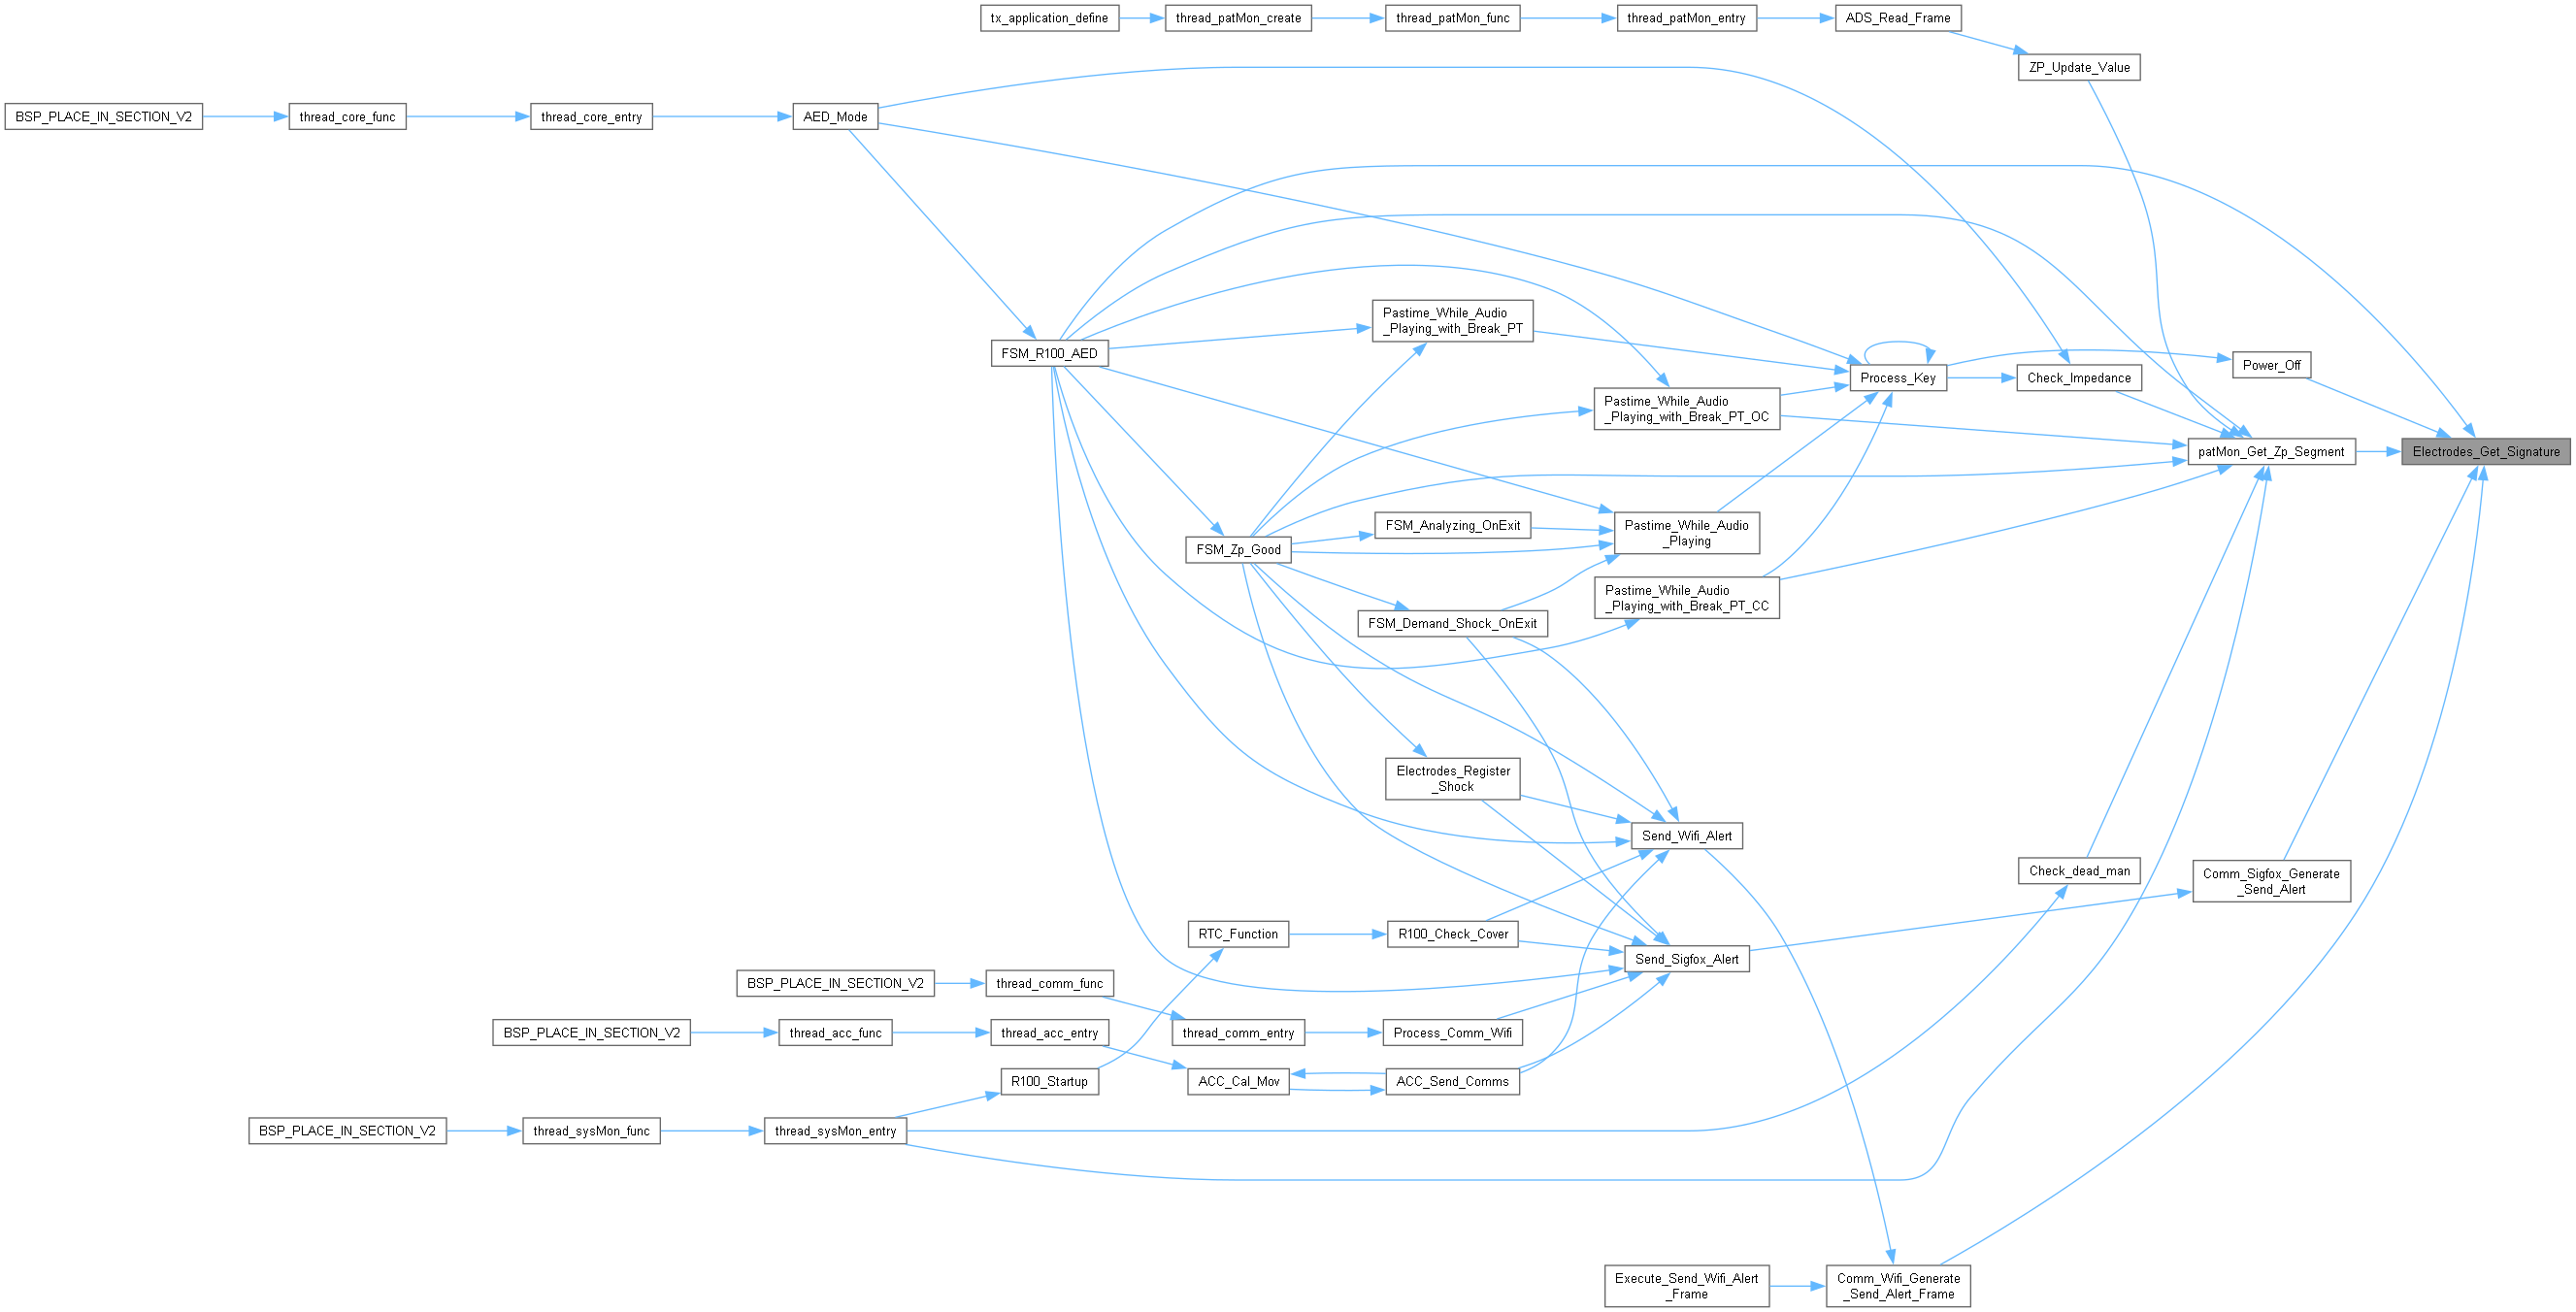 tx_application_define
thread_patMon_create
thread_patMon_func
thread_patMon_entry
ADS_Read_Frame
ZP_Update_Value
BSP_PLACE_IN_SECTION_V2
thread_core_func
thread_core_entry
AED_Mode
Pastime_While_Audio
_Playing_with_Break_PT
FSM_R100_AED
Process_Key
Check_Impedance
Power_Off
Pastime_While_Audio
_Playing_with_Break_PT_OC
patMon_Get_Zp_Segment
Electrodes_Get_Signature
FSM_Zp_Good
FSM_Analyzing_OnExit
Pastime_While_Audio
_Playing
Pastime_While_Audio
_Playing_with_Break_PT_CC
FSM_Demand_Shock_OnExit
Electrodes_Register
_Shock
Send_Wifi_Alert
Check_dead_man
Comm_Sigfox_Generate
_Send_Alert
RTC_Function
R100_Check_Cover
Send_Sigfox_Alert
BSP_PLACE_IN_SECTION_V2
thread_comm_func
BSP_PLACE_IN_SECTION_V2
thread_acc_func
thread_acc_entry
thread_comm_entry
Process_Comm_Wifi
R100_Startup
ACC_Cal_Mov
ACC_Send_Comms
BSP_PLACE_IN_SECTION_V2
thread_sysMon_func
thread_sysMon_entry
Execute_Send_Wifi_Alert
_Frame
Comm_Wifi_Generate
_Send_Alert_Frame